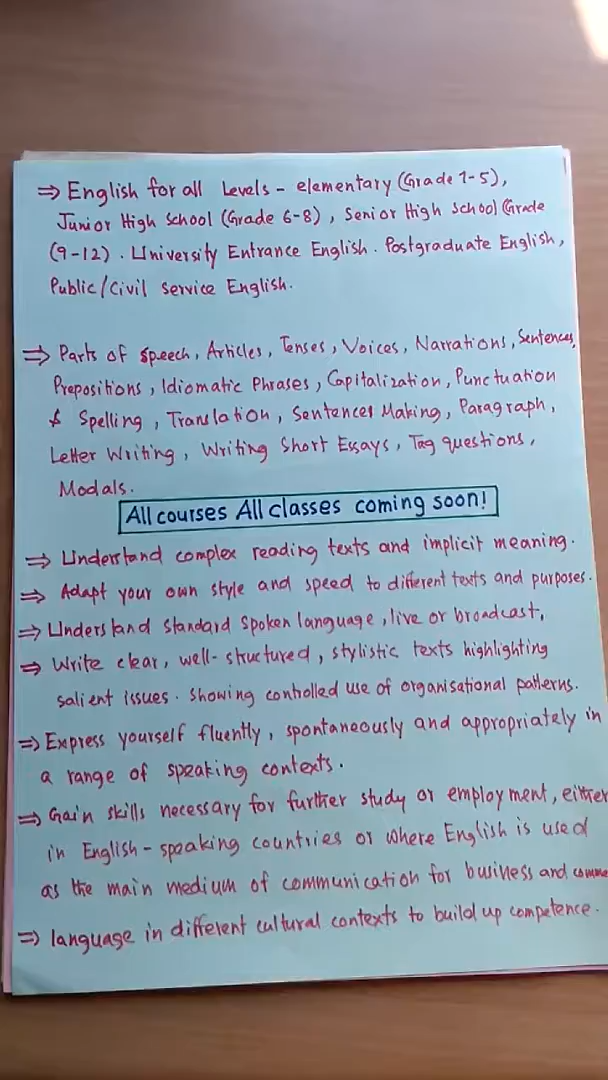 ⇒ English for all Levels - elementary (Grade 1-5),
Junior High School (Grade 6-8), Senior High School (Grade
(9-12). University Entrance English. Postgraduate English,
Public/Civil Service English.
⇒ Parts of speech, Articles, Tenses, Voices, Narrations, Sentences,
Prepositions, Idiomatic Phrases, Capitalization, Punctuation
& Spelling, Translation, Sentences Making, Paragraph,
Letter Writing, Writing Short Essays, Tag questions,
Modals.
All courses All classes coming soon!
⇒ Understand complex reading texts and implicit meaning.
⇒ Adapt your own style and speed to different texts and purposes.
⇒ Understand standard spoken language, live or broadcast,
⇒ Write clear, well-structured, stylistic texts highlighting
salient issues. Showing controlled use of organisational patterns.
⇒ Express yourself fluently, spontaneously and appropriately in
a range of speaking contexts.
⇒ Gain skills necessary for further study or employment, either
in English-speaking countries or where English is used
as the main medium of communication for business and
⇒ language in different cultural contexts to build up competence.